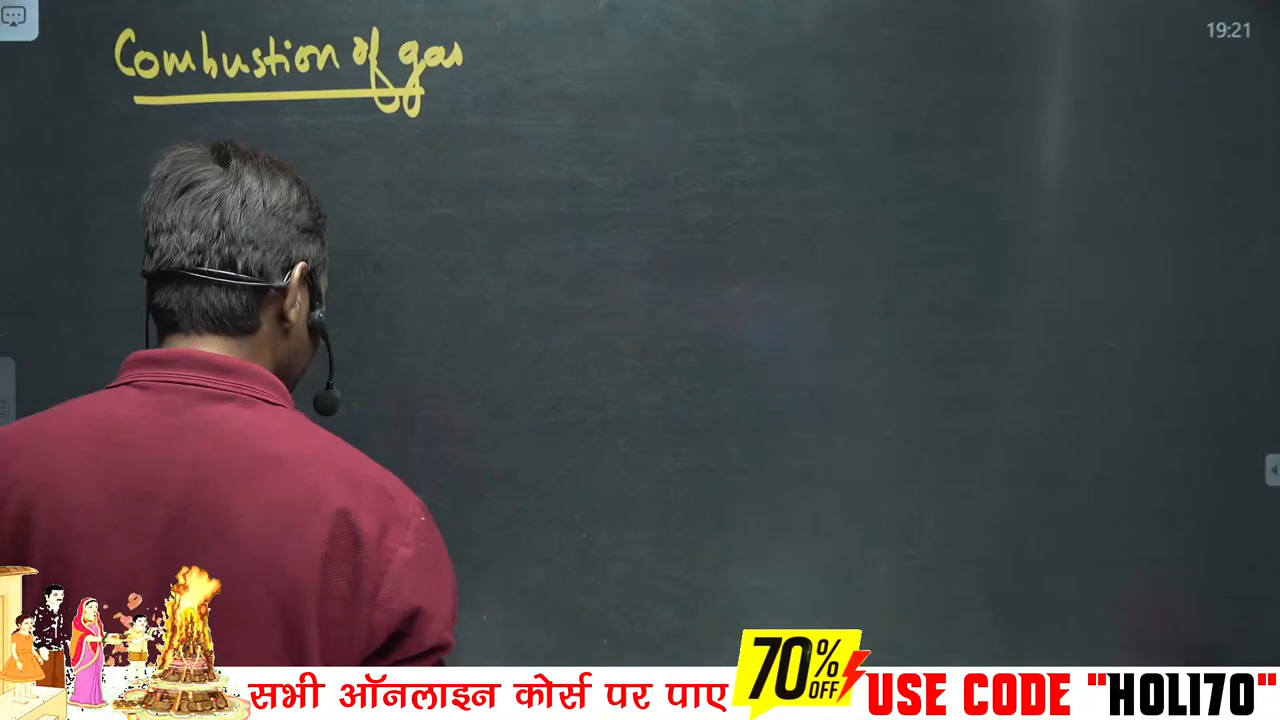 Combustion of gas
19:21
सभी ऑनलाइन कोर्स पर पाए 70% OFF USE CODE "HOLI70"